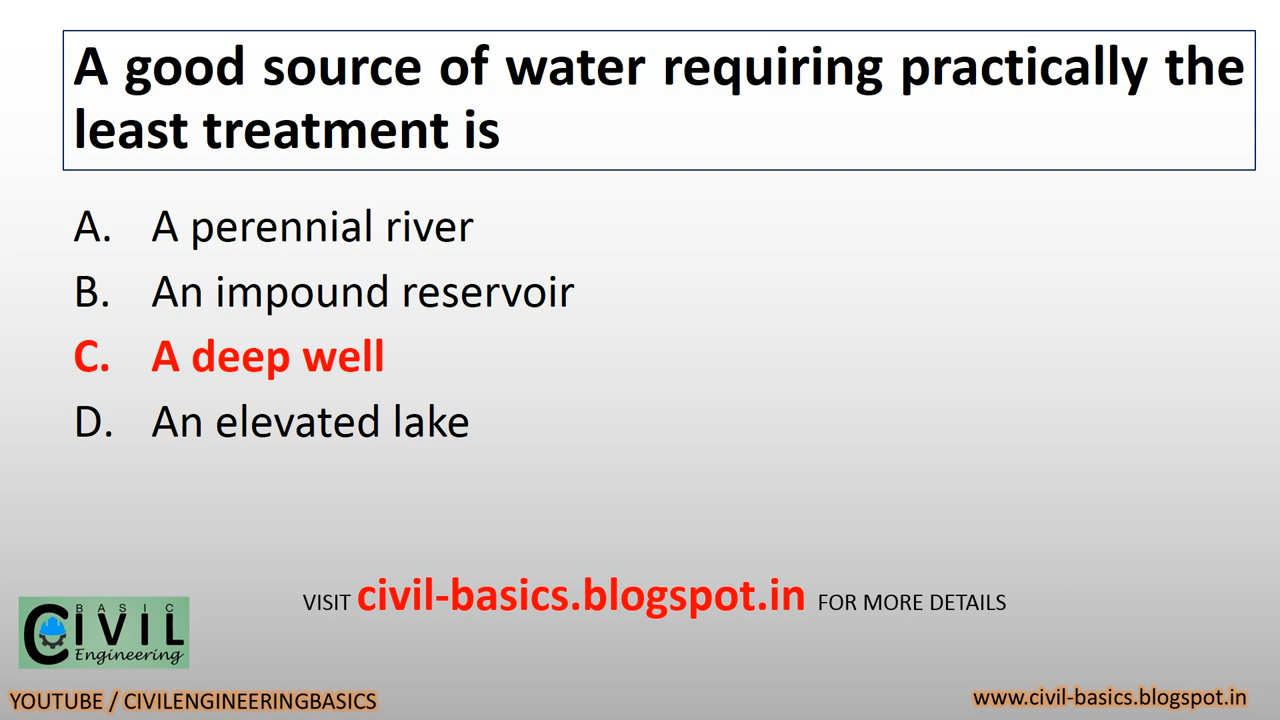 A good source of water requiring practically the
least treatment is
A. A perennial river
B. An impound reservoir
C. A deep well
D. An elevated lake
VISIT civil-basics.blogspot.in FOR MORE DETAILS
BASIC
CIVIL
Engineering
YOUTUBE / CIVILENGINEERINGBASICS
www.civil-basics.blogspot.in